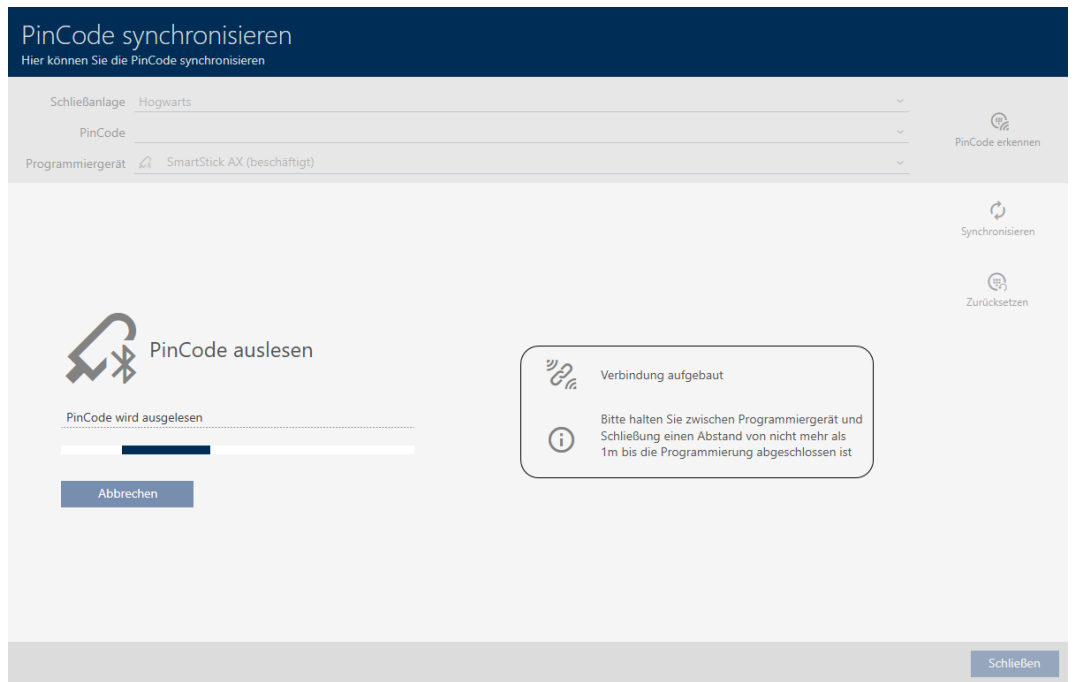 PinCode synchronisieren
Hier können Sie die PinCode synchronisieren
Schließanlage Hogwarts
PinCode
PinCode erkennen
Programmiergerät SmartStick AX (beschäftigt)
Synchronisieren
Zurücksetzen
PinCode auslesen
PinCode wird ausgelesen
Abbrechen
Verbindung aufgebaut
Bitte halten Sie zwischen Programmiergerät und
Schließung einen Abstand von nicht mehr als
1m bis die Programmierung abgeschlossen ist
Schließen